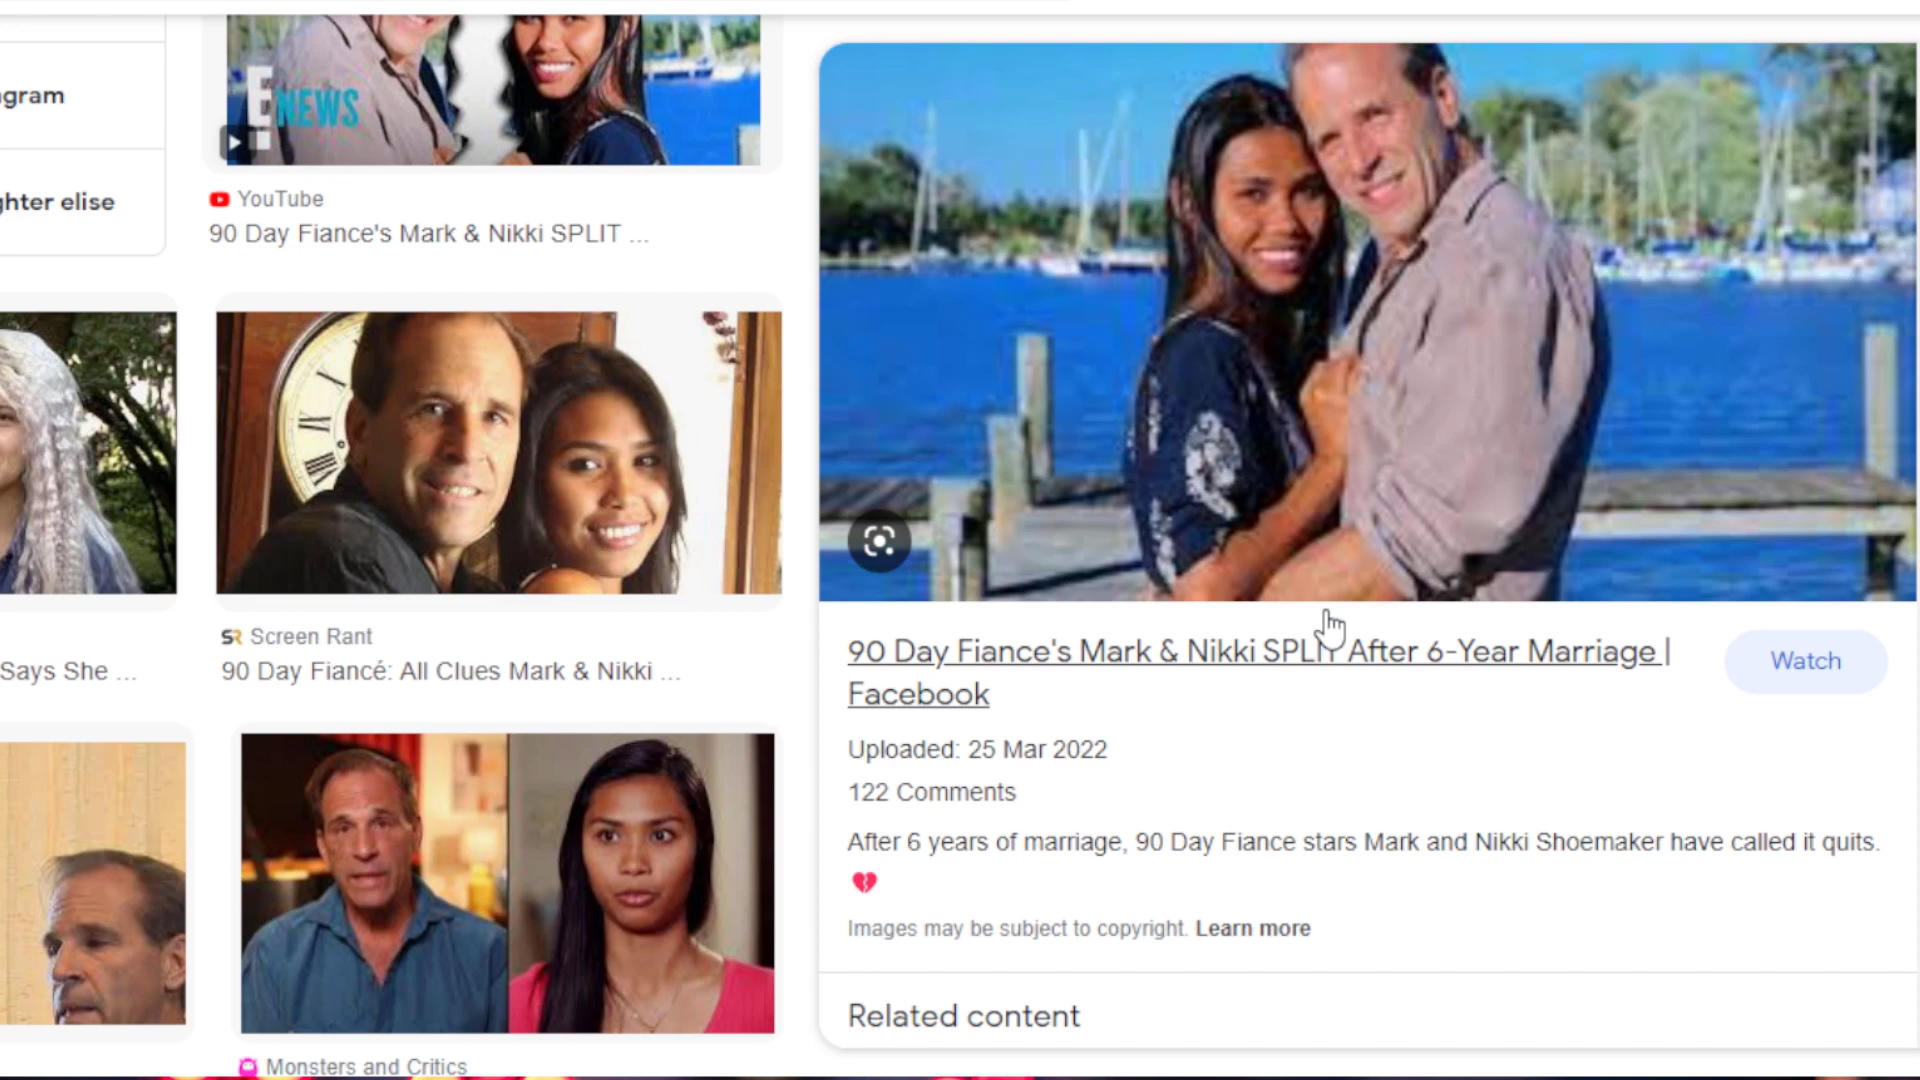 gram
ghter elise
E
NEWS
YouTube
90 Day Fiance's Mark & Nikki SPLIT ...
SR Screen Rant
Says She ...
90 Day Fiancé: All Clues Mark & Nikki ...
Monsters and Critics
90 Day Fiance's Mark & Nikki SPLIT After 6-Year Marriage |
Facebook
Watch
Uploaded: 25 Mar 2022
122 Comments
After 6 years of marriage, 90 Day Fiance stars Mark and Nikki Shoemaker have called it quits.
Images may be subject to copyright. Learn more
Related content